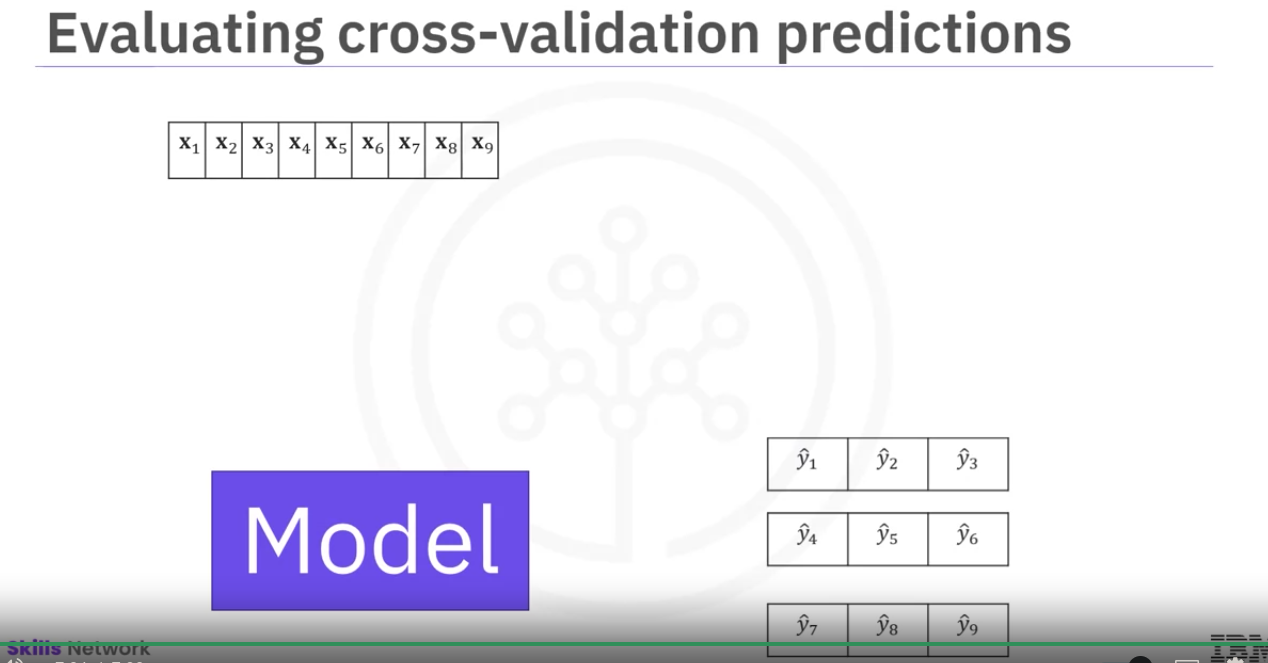 Evaluating cross-validation predictions
x₁ x₂ x₃ x₄ x₅ x₆ x₇ x₈ x₉
ŷ₁ ŷ₂ ŷ₃
Model
ŷ₄ ŷ₅ ŷ₆
ŷ₇ ŷ₈ ŷ₉
Skills Network
IBM